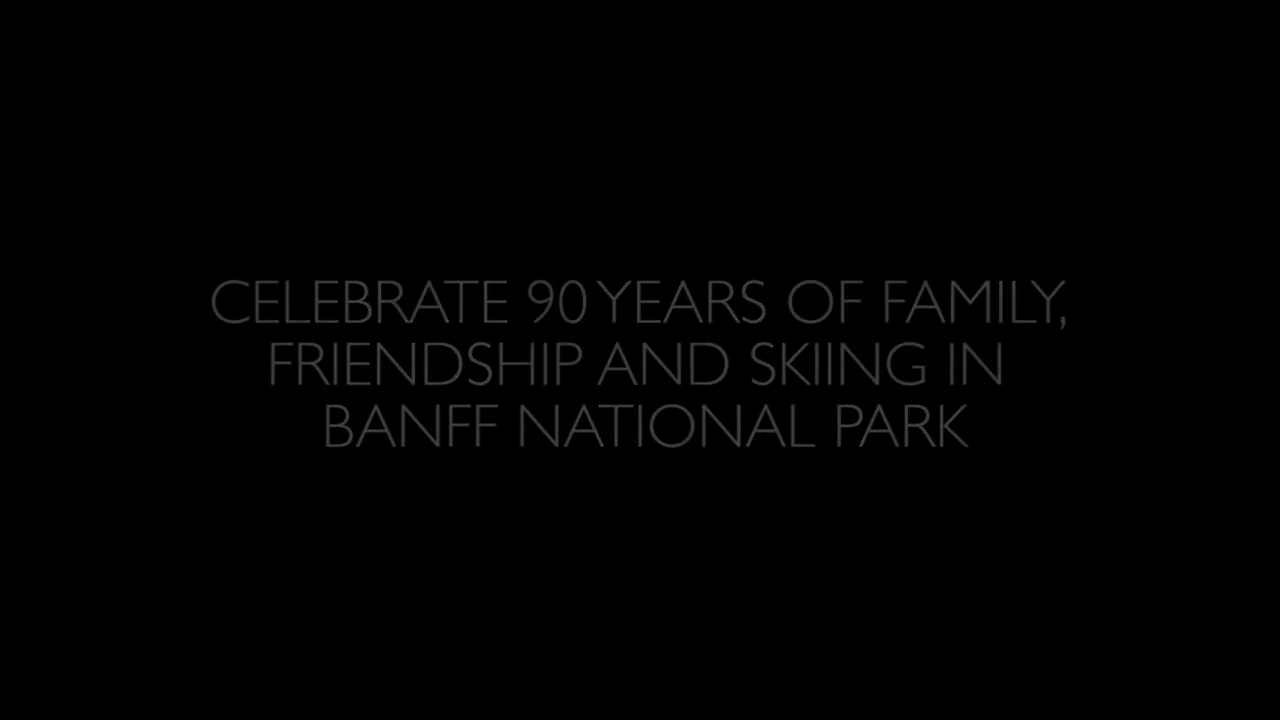 CELEBRATE 90 YEARS OF FAMILY,
FRIENDSHIP AND SKIING IN
BANFF NATIONAL PARK